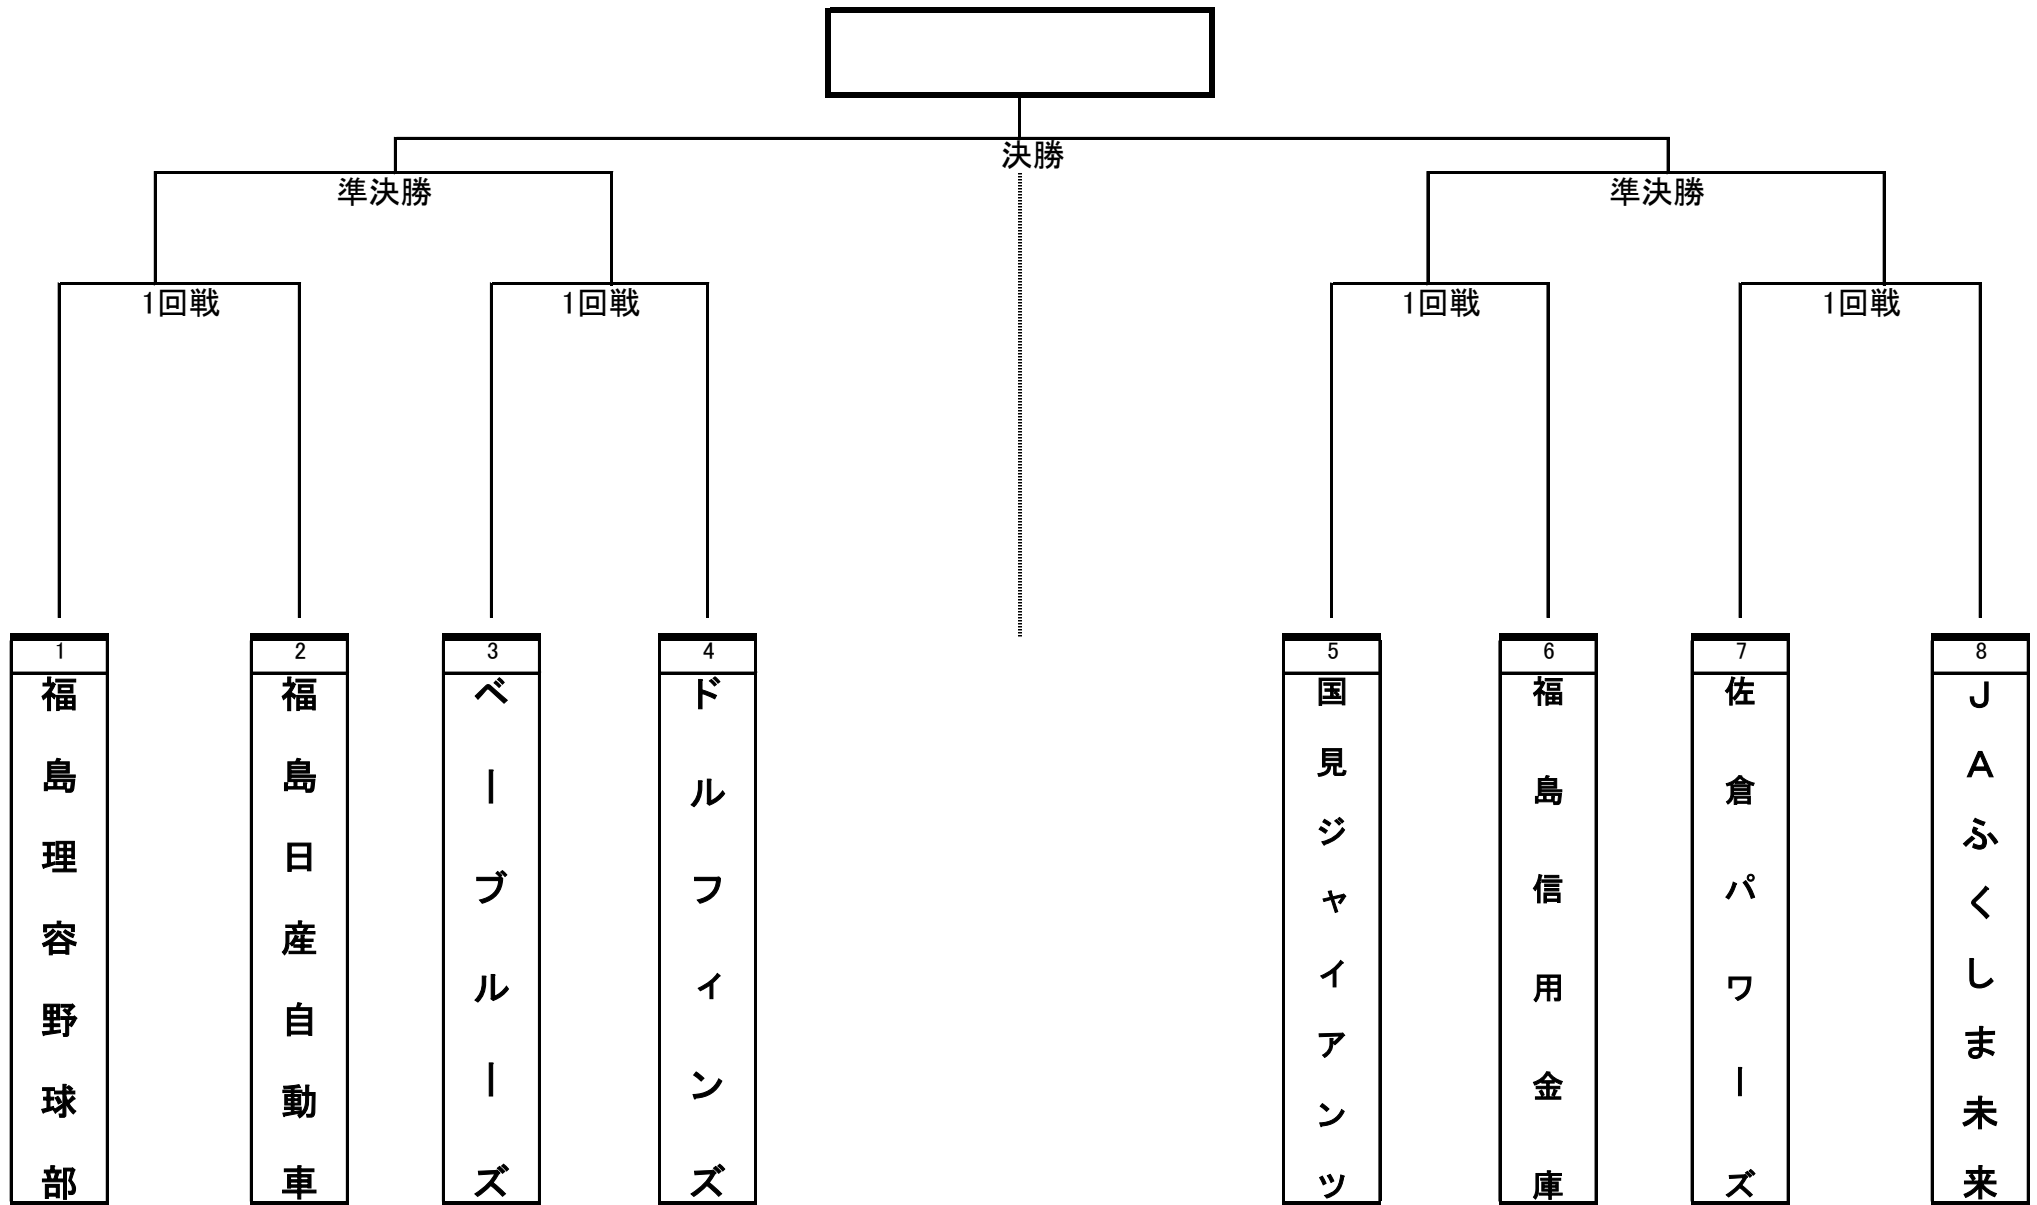 決勝
準決勝
準決勝
1回戦
1回戦
1回戦
1回戦
1
2
3
4
5
6
7
8
福島理容野球部
福島日産自動車
ベーブルーズ
ドルフィンズ
国見ジャイアンツ
福島信用金庫
佐倉パワーズ
ＪＡふくしま未来